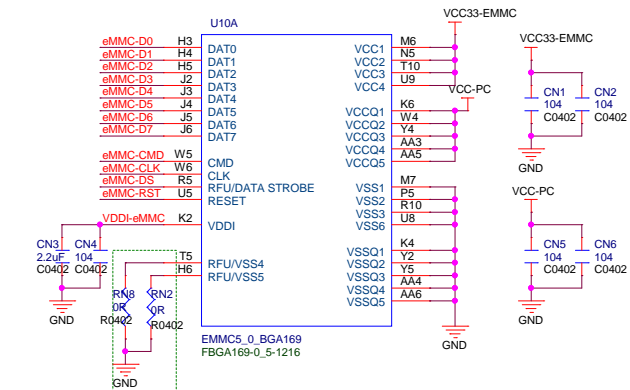 U10A
eMMC-D0 H3 DAT0
eMMC-D1 H4 DAT1
eMMC-D2 H5 DAT2
eMMC-D3 J2 DAT3
eMMC-D4 J3 DAT4
eMMC-D5 J4 DAT5
eMMC-D6 J5 DAT6
eMMC-D7 J6 DAT7
eMMC-CMD W5 CMD
eMMC-CLK W6 CLK
eMMC-DS R5 RFU/DATA STROBE
eMMC-RST U5 RESET
VDDI-eMMC K2 VDDI
T5 RFU/VSS4
H6 RFU/VSS5
CN3
2.2uF
C0402
CN4
104
C0402
GND
RN8
0R
R0402
RN2
0R
R0402
GND
VCC33-EMMC
VCC1 M6
VCC2 N5
VCC3 T10
VCC4 U9
VCC-PC
VCCQ1 K6
VCCQ2 W4
VCCQ3 Y4
VCCQ4 AA3
VCCQ5 AA5
VSS1 M7
VSS2 P5
VSS3 R10
VSS6 U8
VSSQ1 K4
VSSQ2 Y2
VSSQ3 Y5
VSSQ4 AA4
VSSQ5 AA6
GND
EMMC5_0_BGA169
FBGA169-0_5-1216
VCC33-EMMC
CN1
104
C0402
CN2
104
C0402
GND
VCC-PC
CN5
104
C0402
CN6
104
C0402
GND